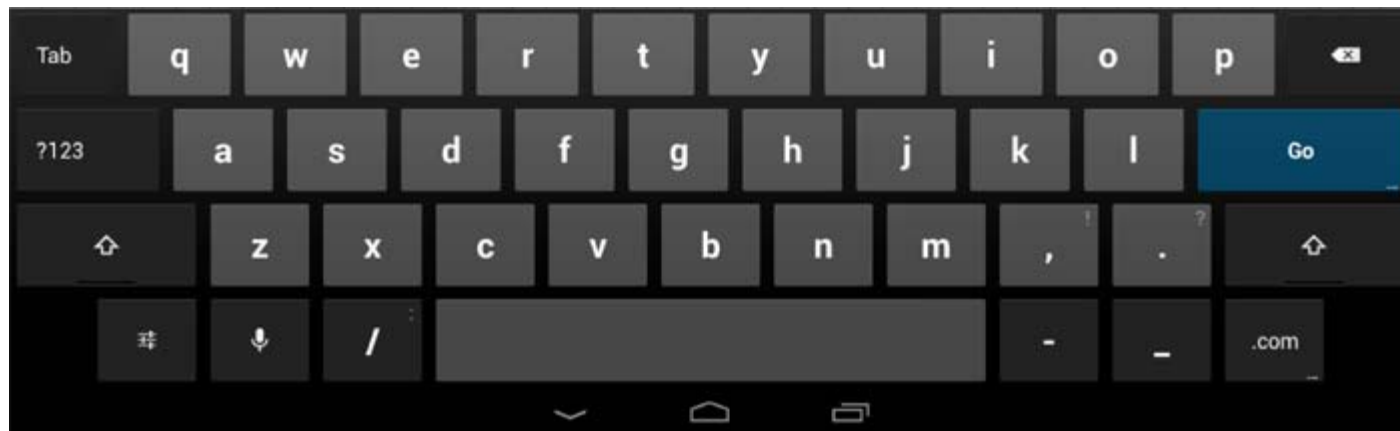 Tab q w e r t y u i o p
?123 a s d f g h j k l Go
z x c v b n m , ! . ?
/ : - _ .com